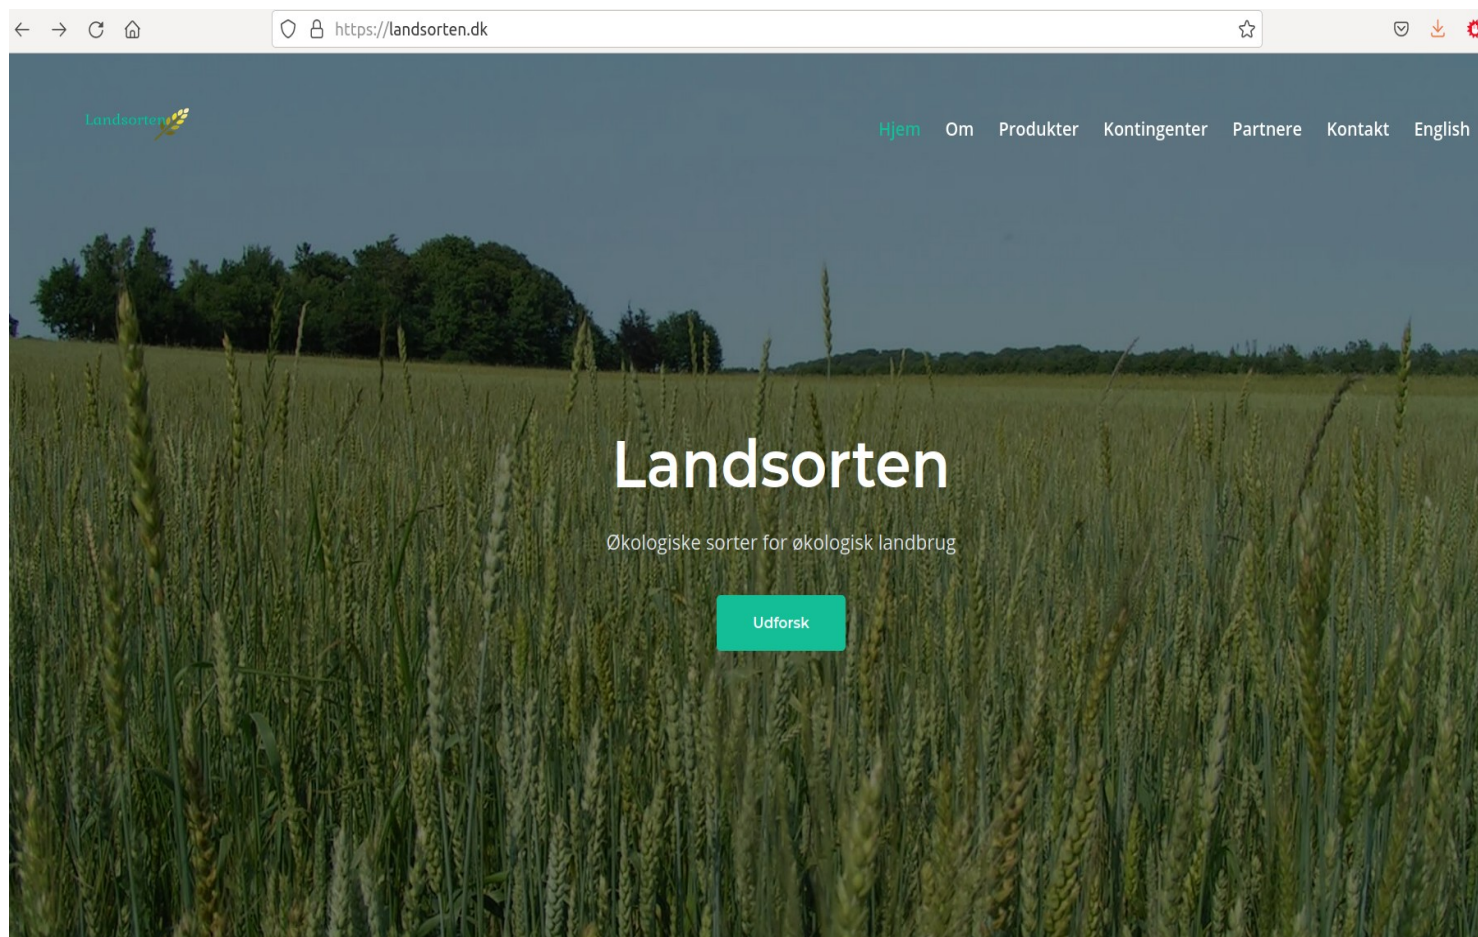 https://landsorten.dk
Landsorten
Hjem Om Produkter Kontingenter Partnere Kontakt English
Landsorten
Økologiske sorter for økologisk landbrug
Udforsk